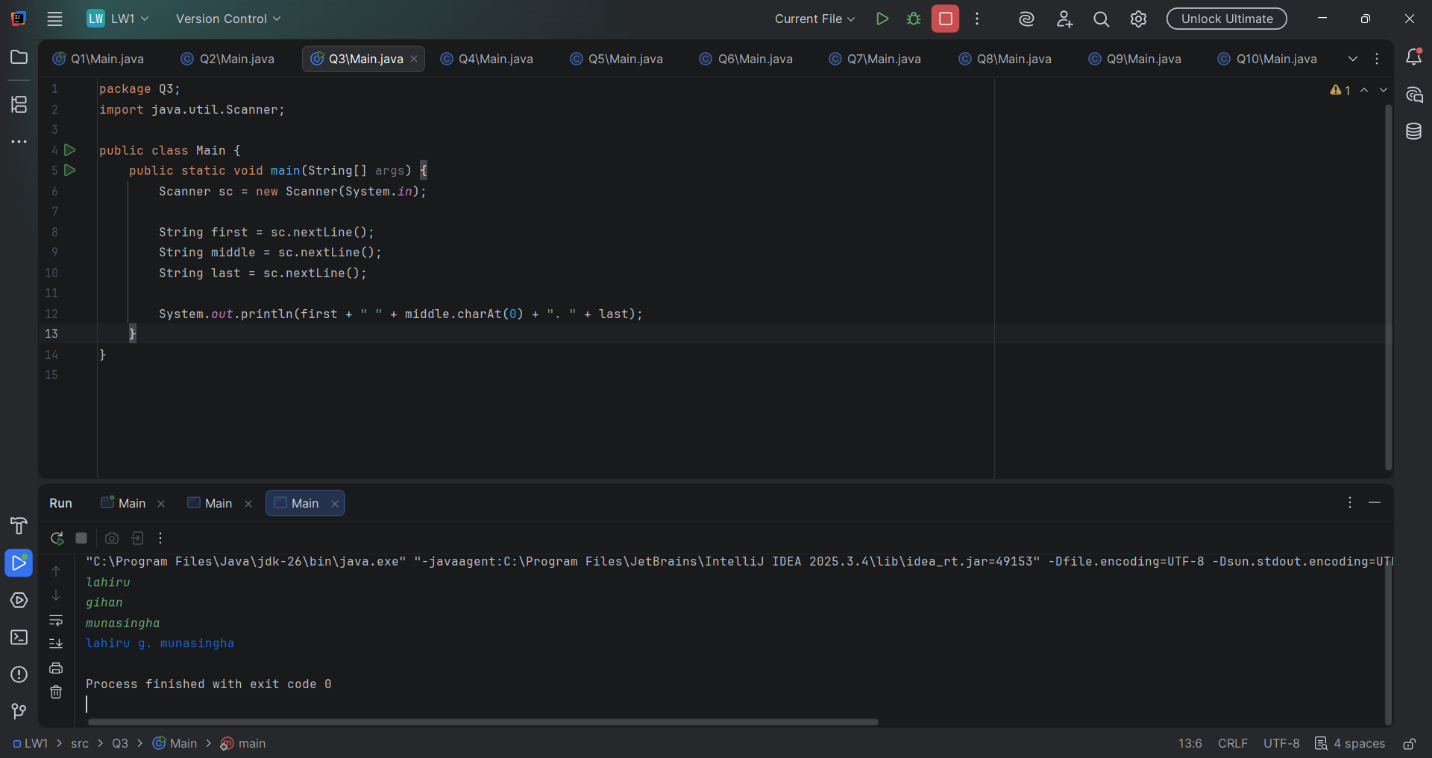 LW LW1 Version Control Current File Unlock Ultimate
Q1\Main.java Q2\Main.java Q3\Main.java Q4\Main.java Q5\Main.java Q6\Main.java Q7\Main.java Q8\Main.java Q9\Main.java Q10\Main.java
1 package Q3;
2 import java.util.Scanner;
3
4 public class Main {
5 public static void main(String[] args) {
6 Scanner sc = new Scanner(System.in);
7
8 String first = sc.nextLine();
9 String middle = sc.nextLine();
10 String last = sc.nextLine();
11
12 System.out.println(first + " " + middle.charAt(0) + ". " + last);
13 }
14 }
15
1
Run Main Main Main
"C:\Program Files\Java\jdk-26\bin\java.exe" "-javaagent:C:\Program Files\JetBrains\IntelliJ IDEA 2025.3.4\lib\idea_rt.jar=49153" -Dfile.encoding=UTF-8 -Dsun.stdout.encoding=UT
lahiru
gihan
munasingha
lahiru g. munasingha
Process finished with exit code 0
LW1 > src > Q3 > Main > main 13:6 CRLF UTF-8 4 spaces